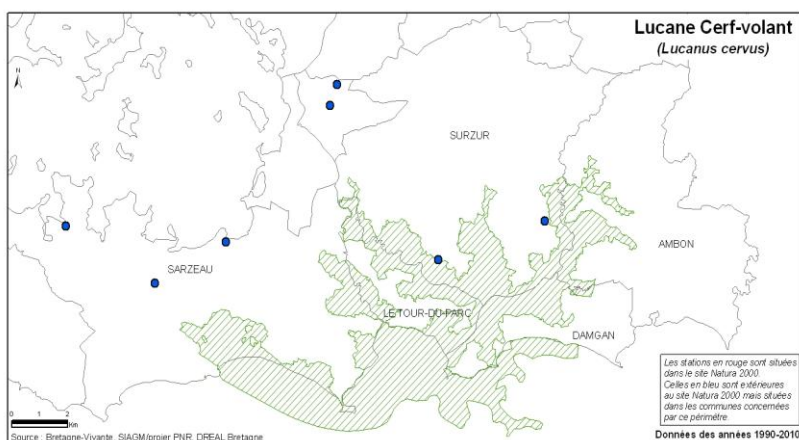 Lucane Cerf-volant
(Lucanus cervus)
N
SURZUR
AMBON
SARZEAU
LE TOUR-DU-PARC
DAMGAN
Les stations en rouge sont situées
dans le site Natura 2000.
Celles en bleu sont extérieures
au site Natura 2000 mais situées
dans les communes concernées
par ce périmètre.
0 1 2
Km
Source : Bretagne-Vivante, SIAGM/projet PNR, DREAL Bretagne
Données des années 1990-2010